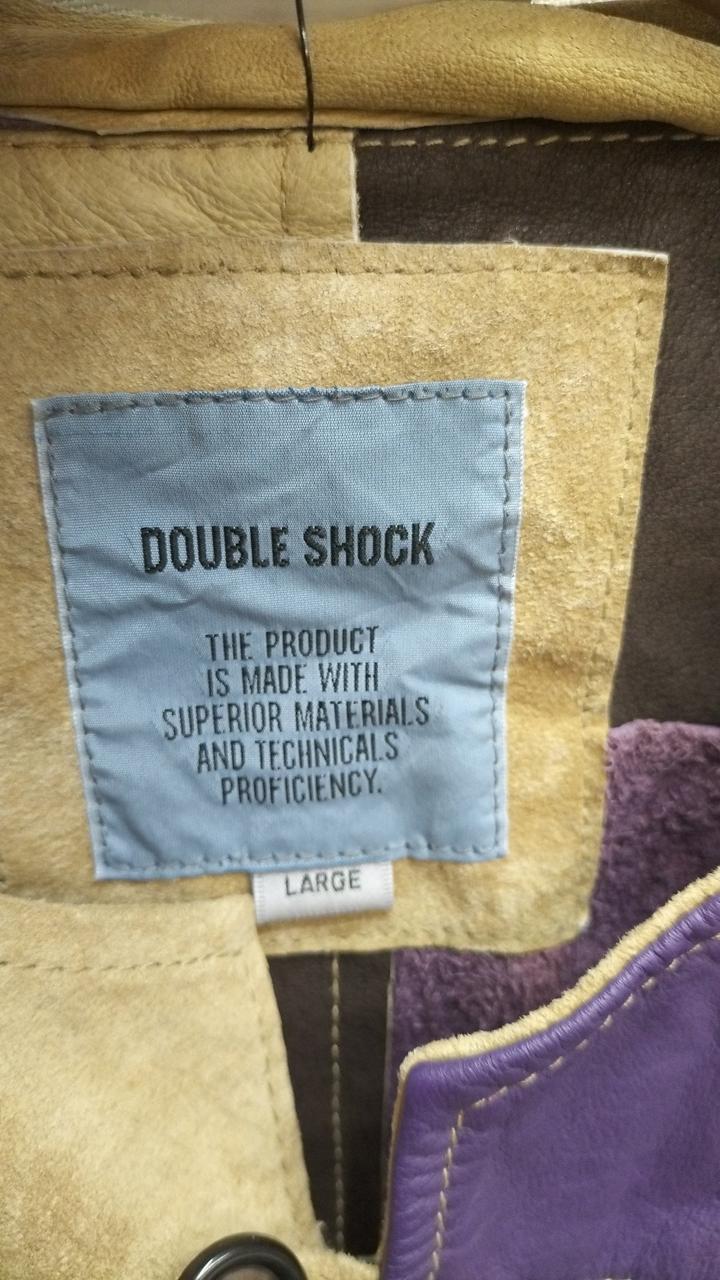 DOUBLE SHOCK
THE PRODUCT
IS MADE WITH
SUPERIOR MATERIALS
AND TECHNICALS
PROFICIENCY.
LARGE